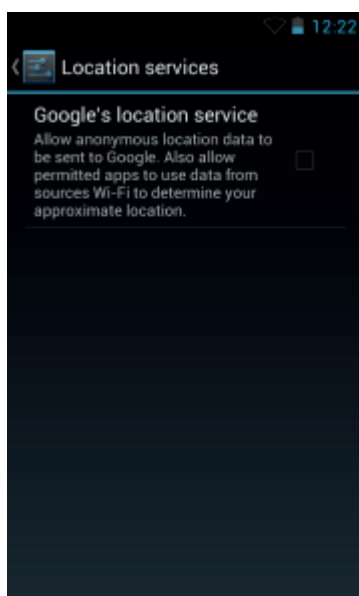 12:22
Location services
Google's location service
Allow anonymous location data to
be sent to Google. Also allow
permitted apps to use data from
sources Wi-Fi to determine your
approximate location.